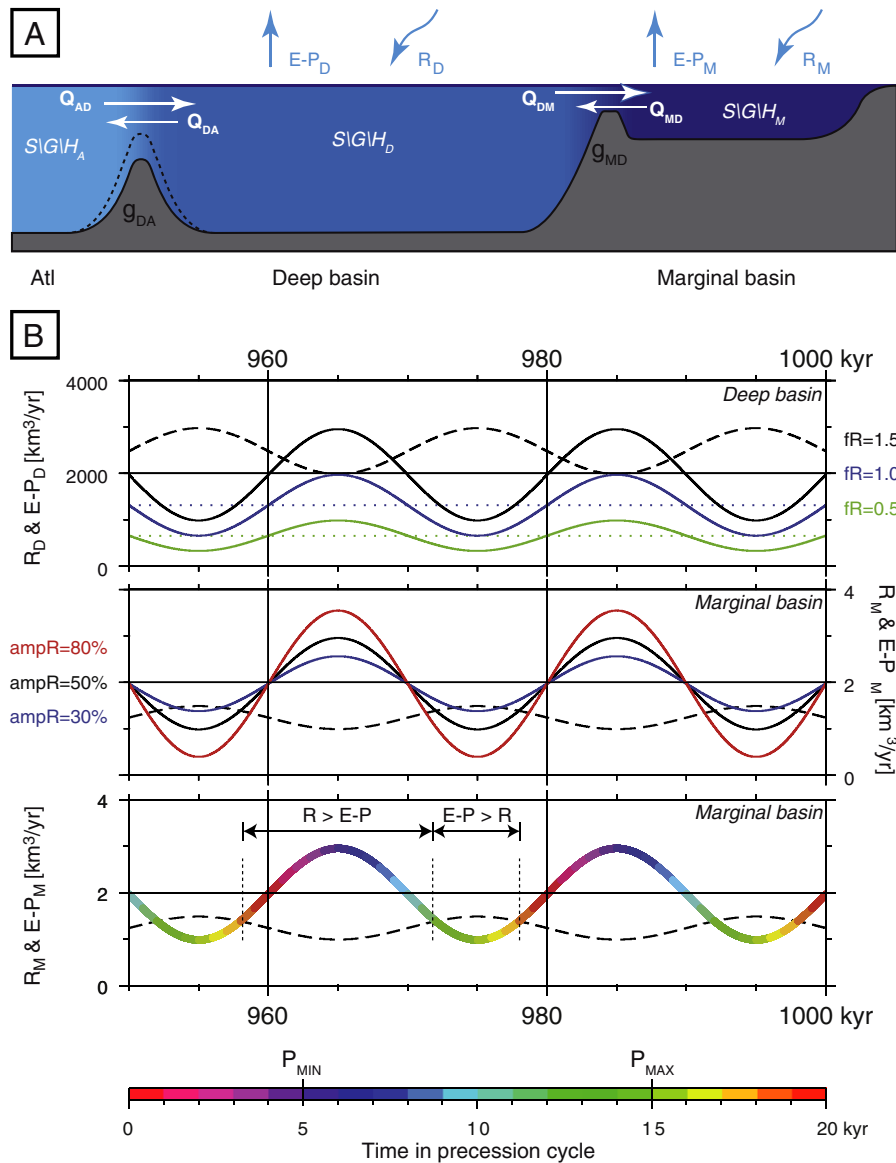 A
E-P_D
R_D
E-P_M
R_M
Q_AD
Q_DA
Q_DM
Q_MD
S\G\H_A
S\G\H_D
S\G\H_M
g_DA
g_MD
Atl
Deep basin
Marginal basin
B
960
980
1000 kyr
4000
2000
0
R_D & E-P_D [km³/yr]
Deep basin
fR=1.5
fR=1.0
fR=0.5
Marginal basin
ampR=80%
ampR=50%
ampR=30%
4
2
0
R_M & E-P_M [km³/yr]
Marginal basin
R > E-P
E-P > R
4
2
0
R_M & E-P_M [km³/yr]
960
980
1000 kyr
P_MIN
P_MAX
0
5
10
15
20 kyr
Time in precession cycle